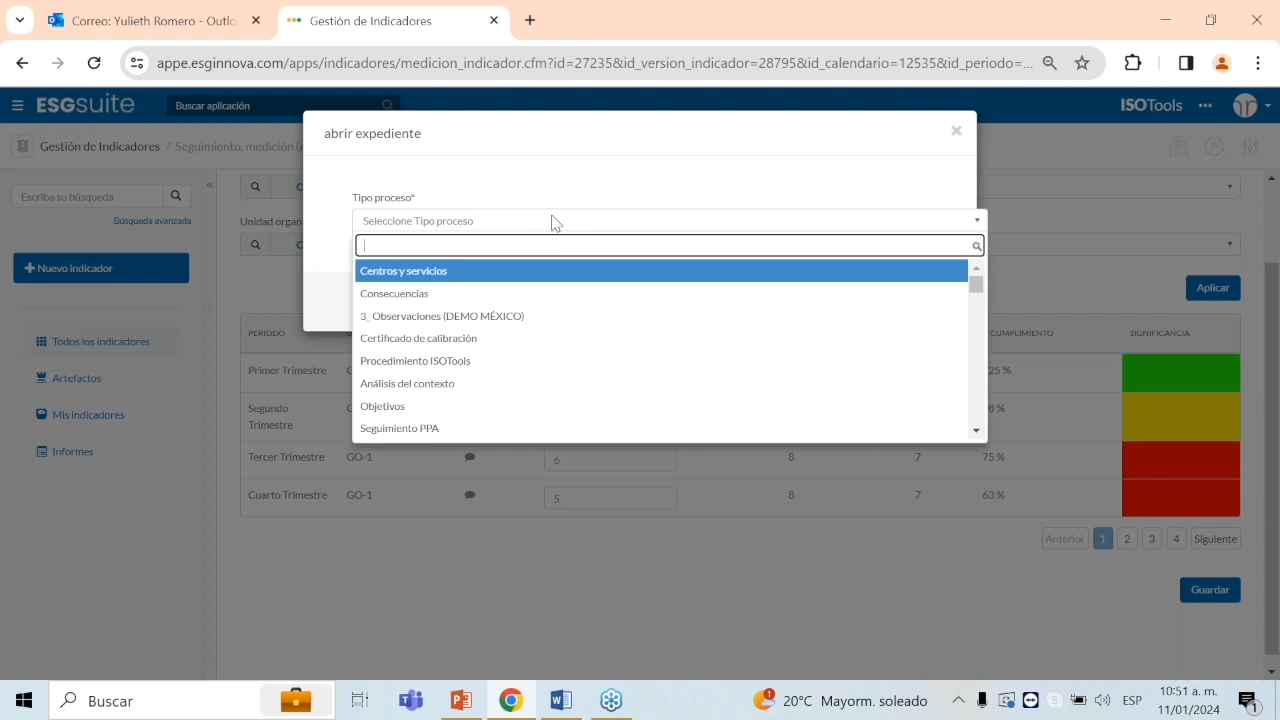 Correo: Yulieth Romero - Outlo
Gestión de Indicadores
appe.esginnova.com/apps/indicadores/medicion_indicador.cfm?id=27235&id_version_indicador=28795&id_calendario=12535&id_periodo=...
ESGsuite
Buscar aplicación
ISOTools
Gestión de Indicadores / Seguimiento, medición (
abrir expediente
Escriba su búsqueda
Búsqueda avanzada
Tipo proceso*
Seleccione Tipo proceso
Unidad organ
Nuevo indicador
Centros y servicios
Consecuencias
3_ Observaciones (DEMO MÉXICO)
Certificado de calibración
Procedimiento ISOTools
Análisis del contexto
Objetivos
Seguimiento PPA
Aplicar
Todos los indicadores
Artefactos
Mis indicadores
Informes
PERIODO
CUMPLIMIENTO
SIGNIFICANCIA
Primer Trimestre
25 %
Segundo
Trimestre
8 %
Tercer Trimestre GO-1 6 8 7 75 %
Cuarto Trimestre GO-1 5 8 7 63 %
Anterior 1 2 3 4 Siguiente
Guardar
Buscar
1
20°C Mayorm. soleado
ESP
10:51 a. m.
11/01/2024
1